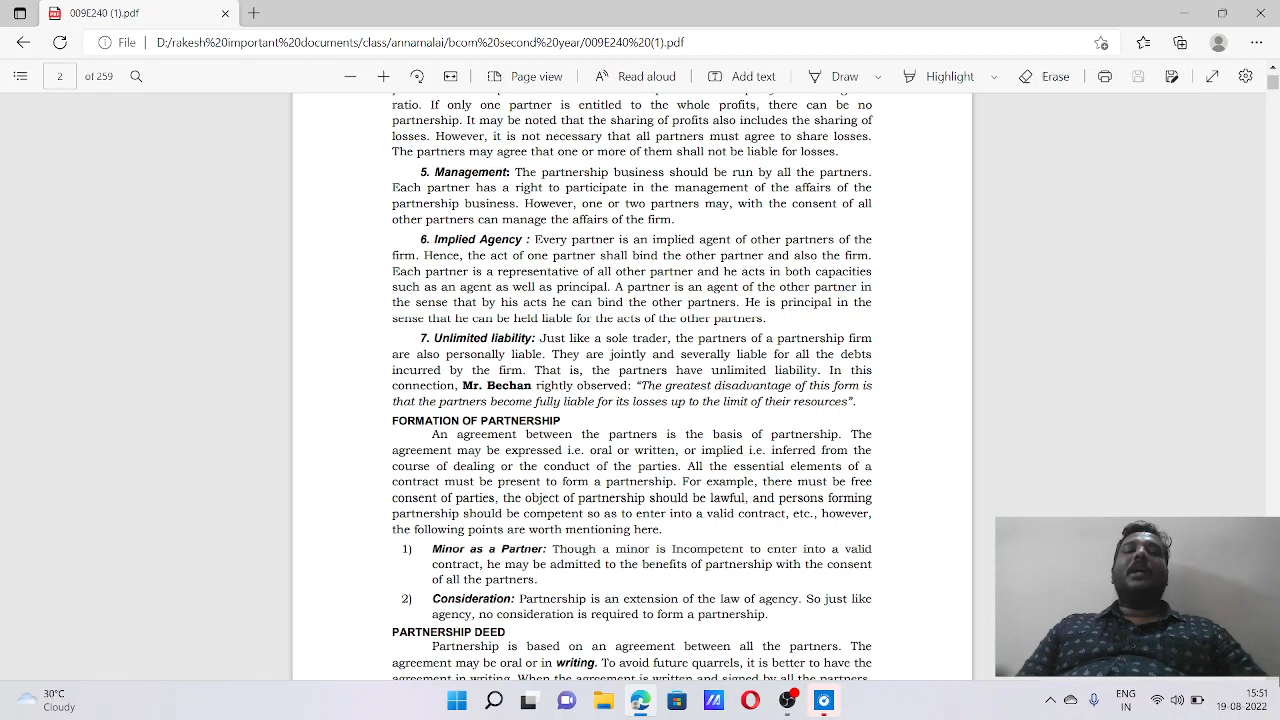 009E240 (1).pdf
File
D:/rakesh%20important%20documents/class/annamalai/bcom%20second%20year/009E240%20(1).pdf
2 of 259
Page view
Read aloud
Add text
Draw
Highlight
Erase
ratio. If only one partner is entitled to the whole profits, there can be no
partnership. It may be noted that the sharing of profits also includes the sharing of
losses. However, it is not necessary that all partners must agree to share losses.
The partners may agree that one or more of them shall not be liable for losses.
5. Management: The partnership business should be run by all the partners.
Each partner has a right to participate in the management of the affairs of the
partnership business. However, one or two partners may, with the consent of all
other partners can manage the affairs of the firm.
6. Implied Agency : Every partner is an implied agent of other partners of the
firm. Hence, the act of one partner shall bind the other partner and also the firm.
Each partner is a representative of all other partner and he acts in both capacities
such as an agent as well as principal. A partner is an agent of the other partner in
the sense that by his acts he can bind the other partners. He is principal in the
sense that he can be held liable for the acts of the other partners.
7. Unlimited liability: Just like a sole trader, the partners of a partnership firm
are also personally liable. They are jointly and severally liable for all the debts
incurred by the firm. That is, the partners have unlimited liability. In this
connection, Mr. Bechan rightly observed: “The greatest disadvantage of this form is
that the partners become fully liable for its losses up to the limit of their resources”.
FORMATION OF PARTNERSHIP
An agreement between the partners is the basis of partnership. The
agreement may be expressed i.e. oral or written, or implied i.e. inferred from the
course of dealing or the conduct of the parties. All the essential elements of a
contract must be present to form a partnership. For example, there must be free
consent of parties, the object of partnership should be lawful, and persons forming
partnership should be competent so as to enter into a valid contract, etc., however,
the following points are worth mentioning here.
1) Minor as a Partner: Though a minor is Incompetent to enter into a valid
contract, he may be admitted to the benefits of partnership with the consent
of all the partners.
2) Consideration: Partnership is an extension of the law of agency. So just like
agency, no consideration is required to form a partnership.
PARTNERSHIP DEED
Partnership is based on an agreement between all the partners. The
agreement may be oral or in writing. To avoid future quarrels, it is better to have the
agreement in writing. When the agreement is written and signed by all the partners
30°C
Cloudy
ENG
IN
15:51
19-08-2022